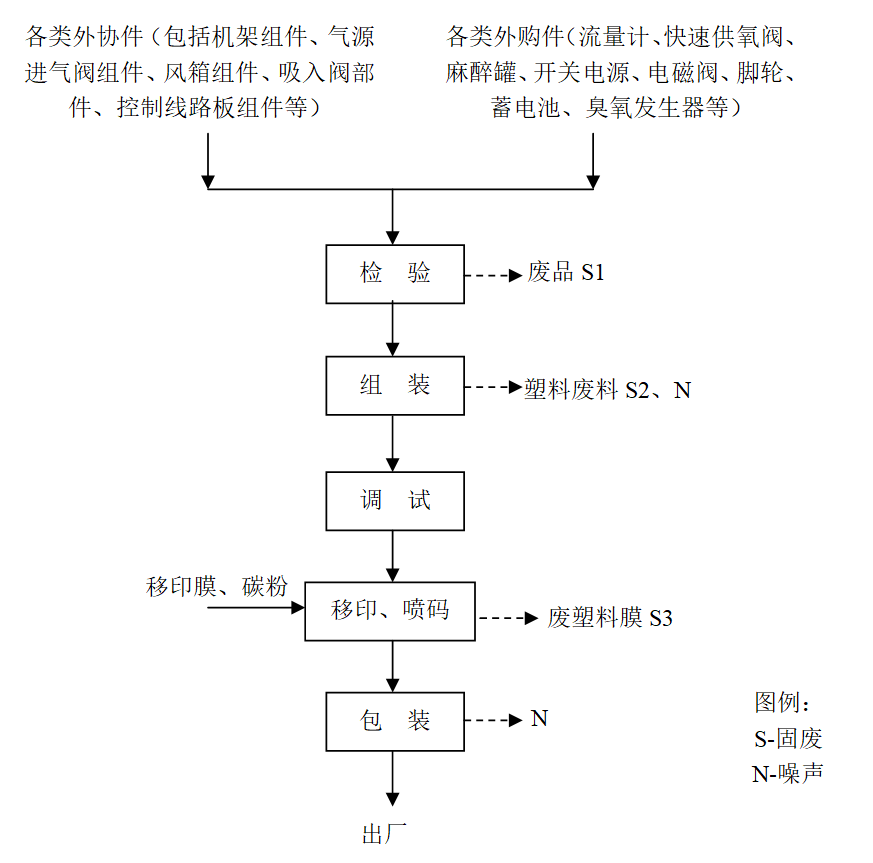 各类外协件（包括机架组件、气源
进气阀组件、风箱组件、吸入阀部
件、控制线路板组件等）
各类外购件（流量计、快速供氧阀、
麻醉罐、开关电源、电磁阀、脚轮、
蓄电池、臭氧发生器等）
检 验
废品 S1
组 装
塑料废料 S2、N
调 试
移印膜、碳粉
移印、喷码
废塑料膜 S3
包 装
N
出厂
图例：
S-固废
N-噪声